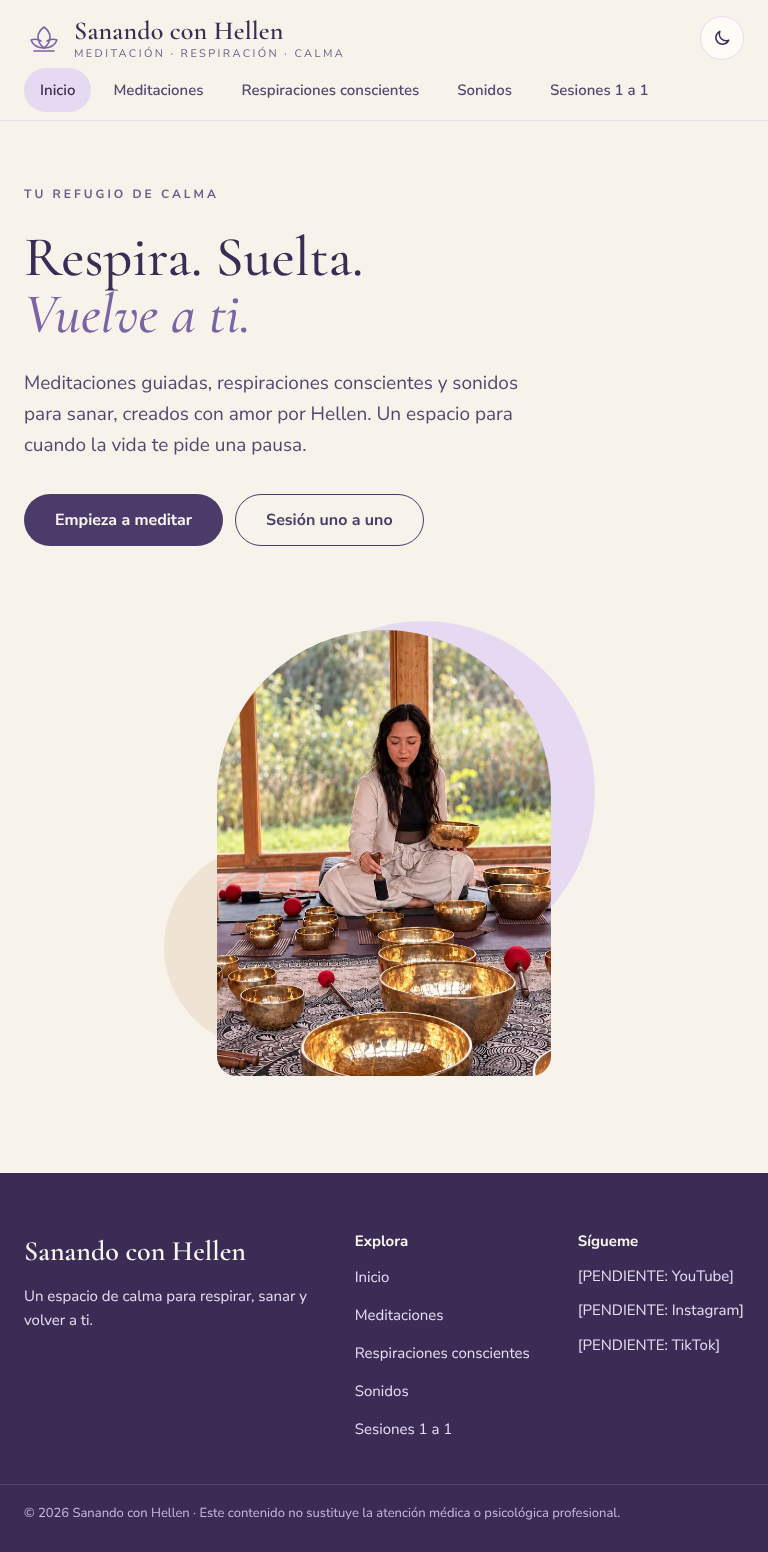 Sanando con Hellen
MEDITACIÓN · RESPIRACIÓN · CALMA
Inicio
Meditaciones
Respiraciones conscientes
Sonidos
Sesiones 1 a 1
TU REFUGIO DE CALMA
Respira. Suelta.
Vuelve a ti.
Meditaciones guiadas, respiraciones conscientes y sonidos
para sanar, creados con amor por Hellen. Un espacio para
cuando la vida te pide una pausa.
Empieza a meditar
Sesión uno a uno
Sanando con Hellen
Un espacio de calma para respirar, sanar y
volver a ti.
Explora
Inicio
Meditaciones
Respiraciones conscientes
Sonidos
Sesiones 1 a 1
Sígueme
[PENDIENTE: YouTube]
[PENDIENTE: Instagram]
[PENDIENTE: TikTok]
© 2026 Sanando con Hellen · Este contenido no sustituye la atención médica o psicológica profesional.